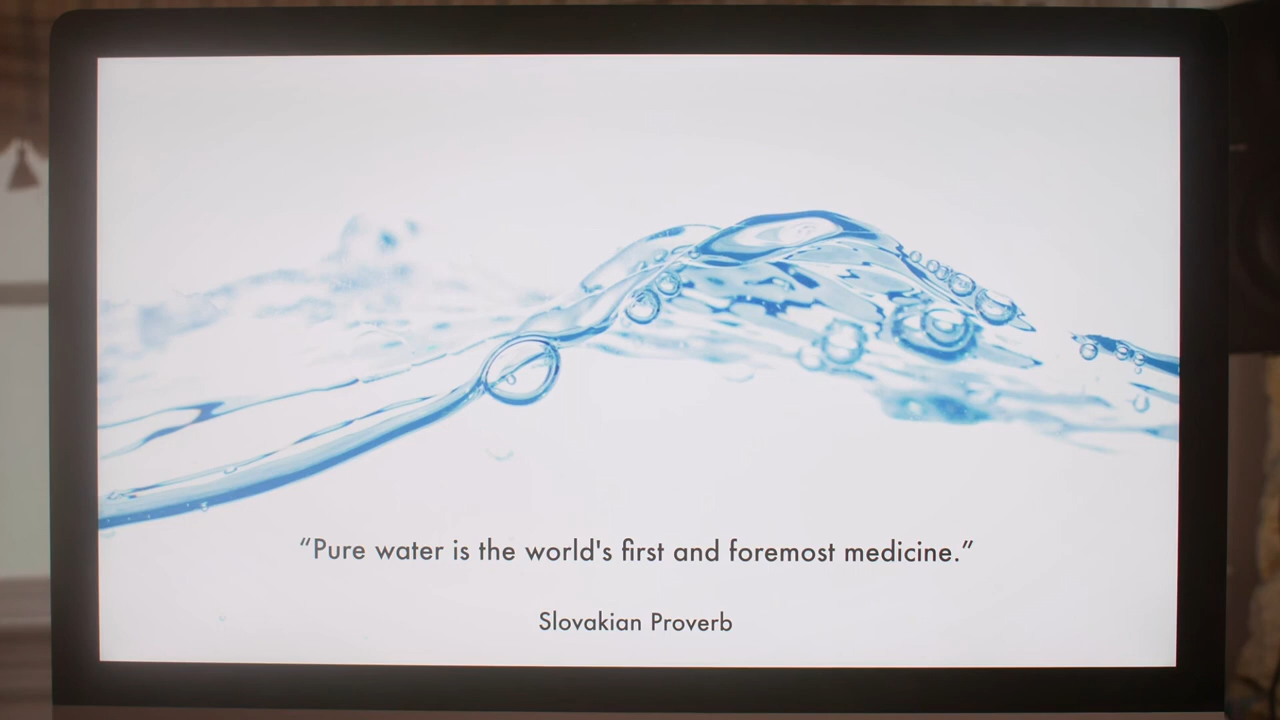 “Pure water is the world's first and foremost medicine.”
Slovakian Proverb